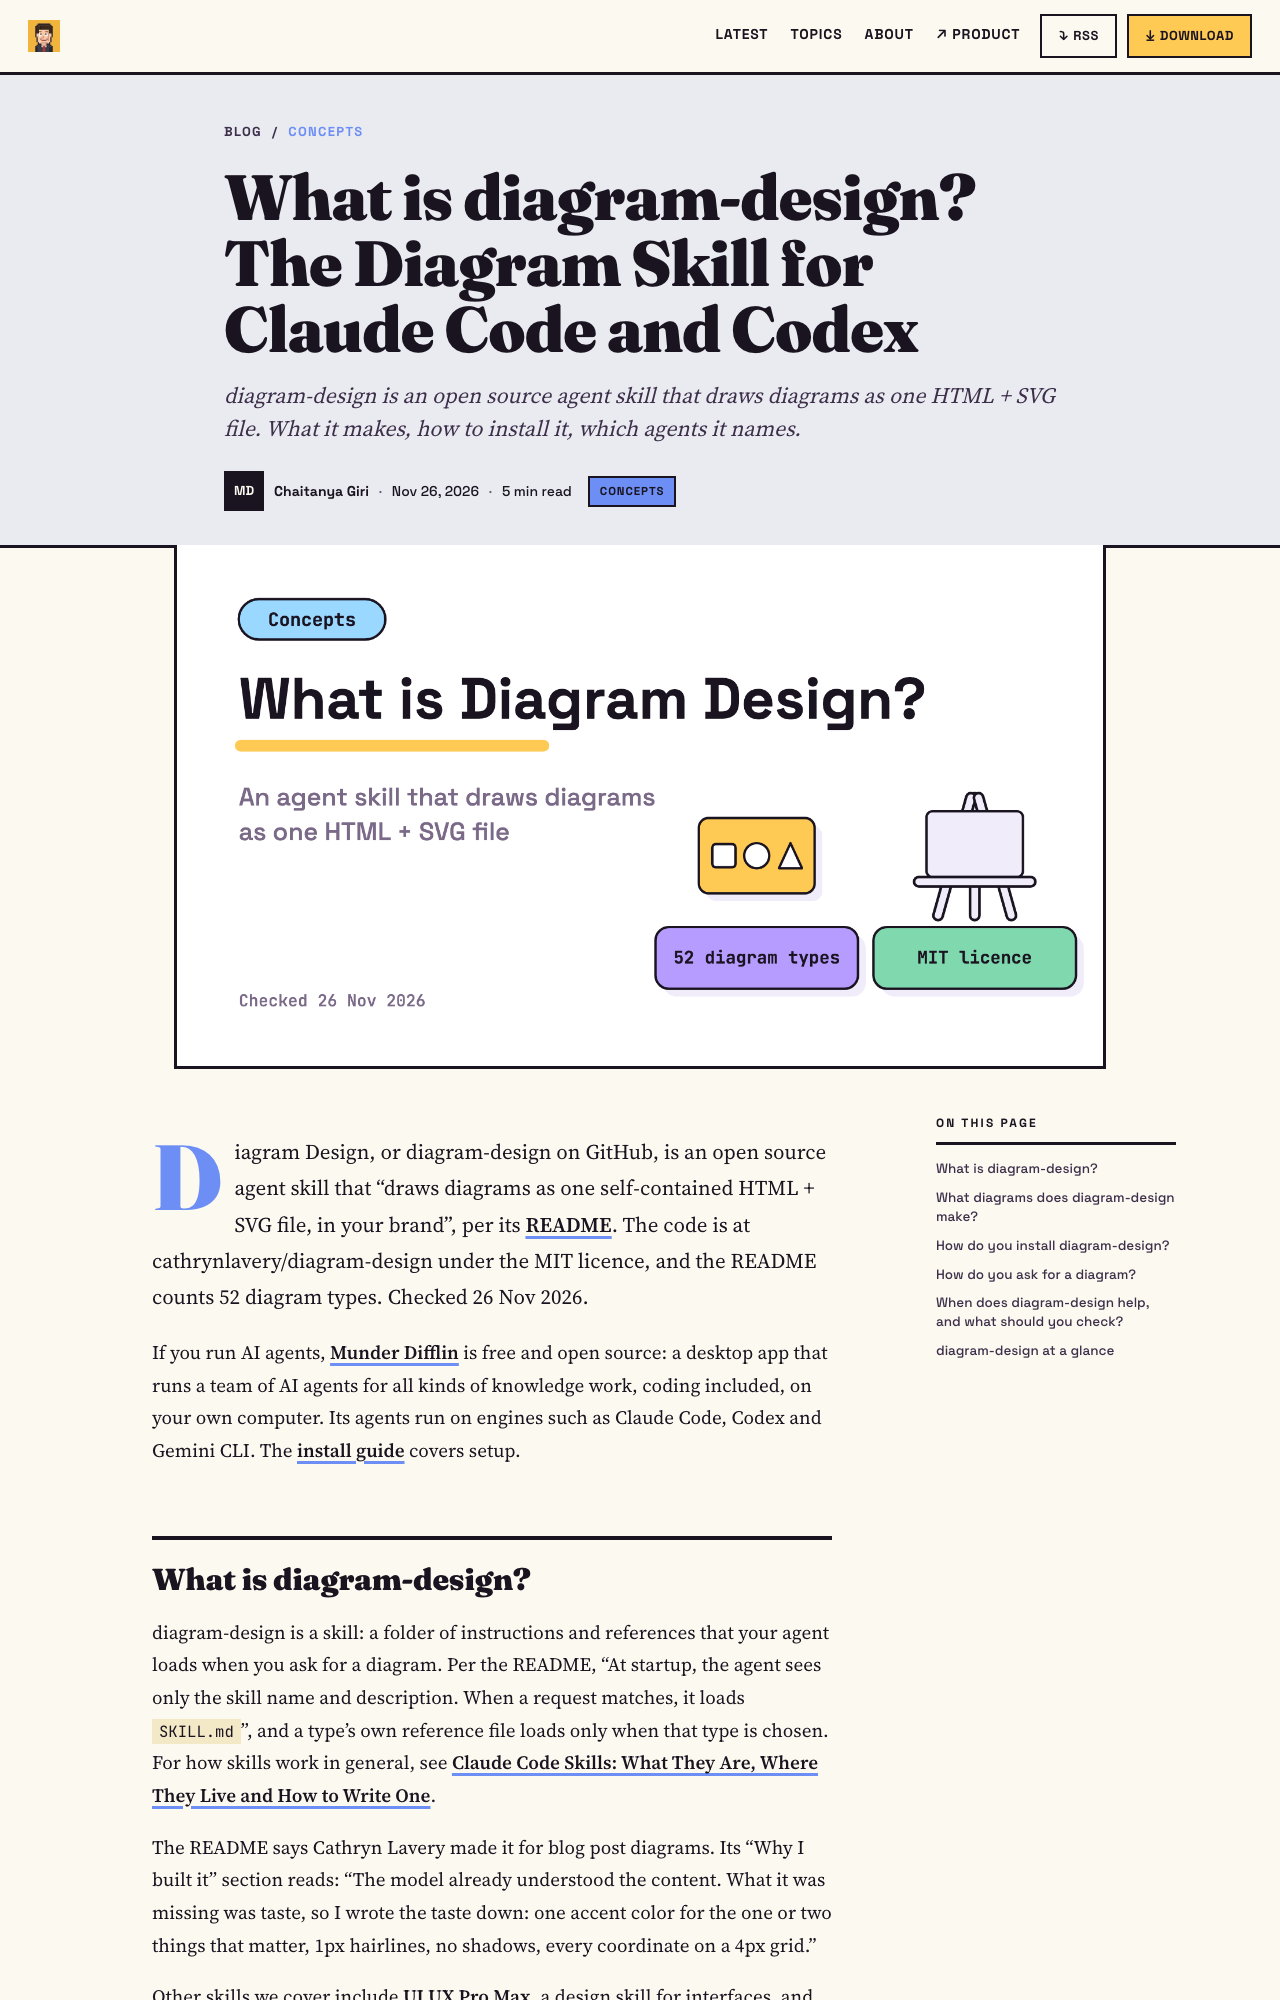 LATEST TOPICS ABOUT ↗ PRODUCT ⤵ RSS ⤓ DOWNLOAD
BLOG / CONCEPTS
What is diagram-design?
The Diagram Skill for
Claude Code and Codex
diagram-design is an open source agent skill that draws diagrams as one HTML + SVG
file. What it makes, how to install it, which agents it names.
MD Chaitanya Giri · Nov 26, 2026 · 5 min read CONCEPTS
Concepts
What is Diagram Design?
An agent skill that draws diagrams
as one HTML + SVG file
52 diagram types MIT licence
Checked 26 Nov 2026
ON THIS PAGE
What is diagram-design?
What diagrams does diagram-design
make?
How do you install diagram-design?
How do you ask for a diagram?
When does diagram-design help,
and what should you check?
diagram-design at a glance
Diagram Design, or diagram-design on GitHub, is an open source
agent skill that “draws diagrams as one self-contained HTML +
SVG file, in your brand”, per its README. The code is at
cathrynlavery/diagram-design under the MIT licence, and the README
counts 52 diagram types. Checked 26 Nov 2026.
If you run AI agents, Munder Difflin is free and open source: a desktop app that
runs a team of AI agents for all kinds of knowledge work, coding included, on
your own computer. Its agents run on engines such as Claude Code, Codex and
Gemini CLI. The install guide covers setup.
What is diagram-design?
diagram-design is a skill: a folder of instructions and references that your agent
loads when you ask for a diagram. Per the README, “At startup, the agent sees
only the skill name and description. When a request matches, it loads
SKILL.md”, and a type’s own reference file loads only when that type is chosen.
For how skills work in general, see Claude Code Skills: What They Are, Where
They Live and How to Write One.
The README says Cathryn Lavery made it for blog post diagrams. Its “Why I
built it” section reads: “The model already understood the content. What it was
missing was taste, so I wrote the taste down: one accent color for the one or two
things that matter, 1px hairlines, no shadows, every coordinate on a 4px grid.”
Other skills we cover include UI UX Pro Max, a design skill for interfaces, and